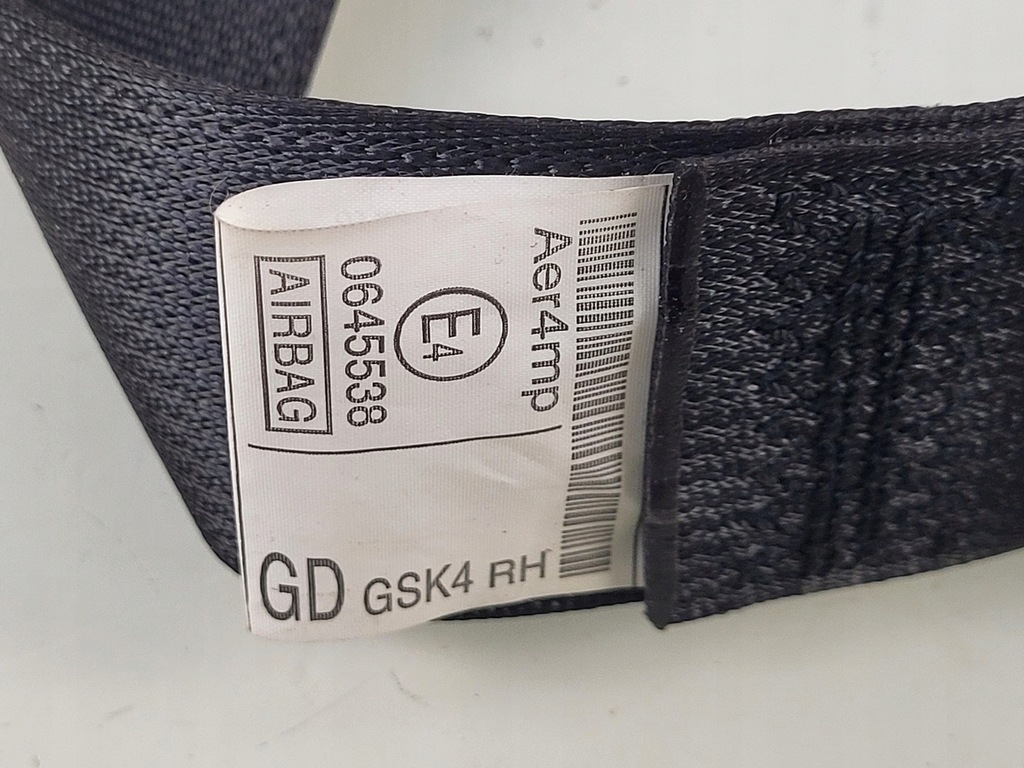 Aer4mp
E4
0645538
AIRBAG
GD GSK4 RH